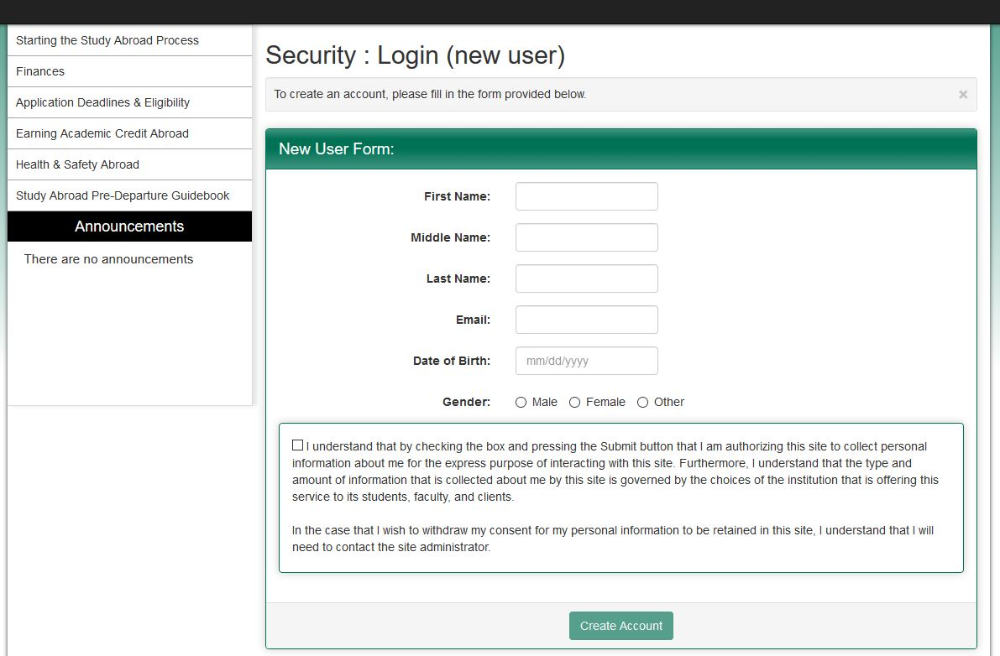 Starting the Study Abroad Process
Finances
Application Deadlines & Eligibility
Earning Academic Credit Abroad
Health & Safety Abroad
Study Abroad Pre-Departure Guidebook
Announcements
There are no announcements
Security : Login (new user)
To create an account, please fill in the form provided below.
×
New User Form:
First Name:
Middle Name:
Last Name:
Email:
Date of Birth: mm/dd/yyyy
Gender: Male Female Other
I understand that by checking the box and pressing the Submit button that I am authorizing this site to collect personal
information about me for the express purpose of interacting with this site. Furthermore, I understand that the type and
amount of information that is collected about me by this site is governed by the choices of the institution that is offering this
service to its students, faculty, and clients.
In the case that I wish to withdraw my consent for my personal information to be retained in this site, I understand that I will
need to contact the site administrator.
Create Account